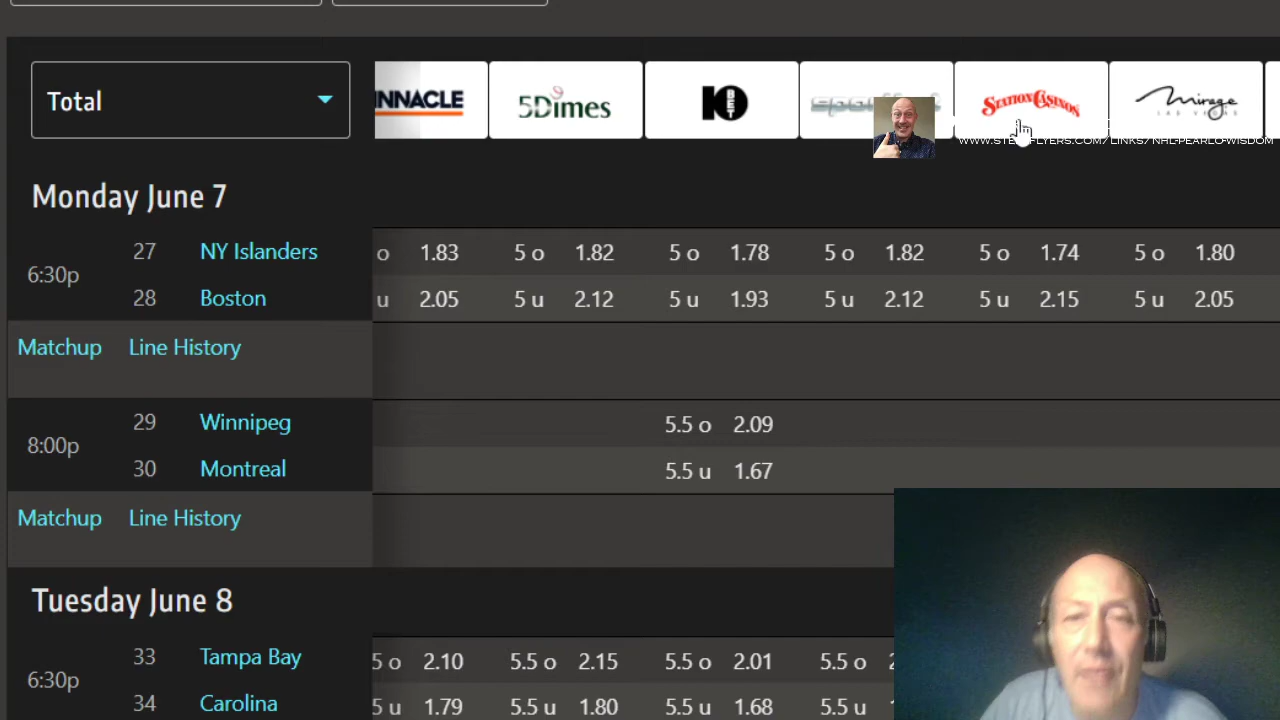 Total
INNACLE
5Dimes
10
BET
STATION CASINOS
Mirage
LAS VEGAS
Monday June 7
6:30p 27 NY Islanders o 1.83 5 o 1.82 5 o 1.78 5 o 1.82 5 o 1.74 5 o 1.80
28 Boston u 2.05 5 u 2.12 5 u 1.93 5 u 2.12 5 u 2.15 5 u 2.05
Matchup Line History
8:00p 29 Winnipeg 5.5 o 2.09
30 Montreal 5.5 u 1.67
Matchup Line History
Tuesday June 8
6:30p 33 Tampa Bay 5 o 2.10 5.5 o 2.15 5.5 o 2.01 5.5 o
34 Carolina 5 u 1.79 5.5 u 1.80 5.5 u 1.68 5.5 u